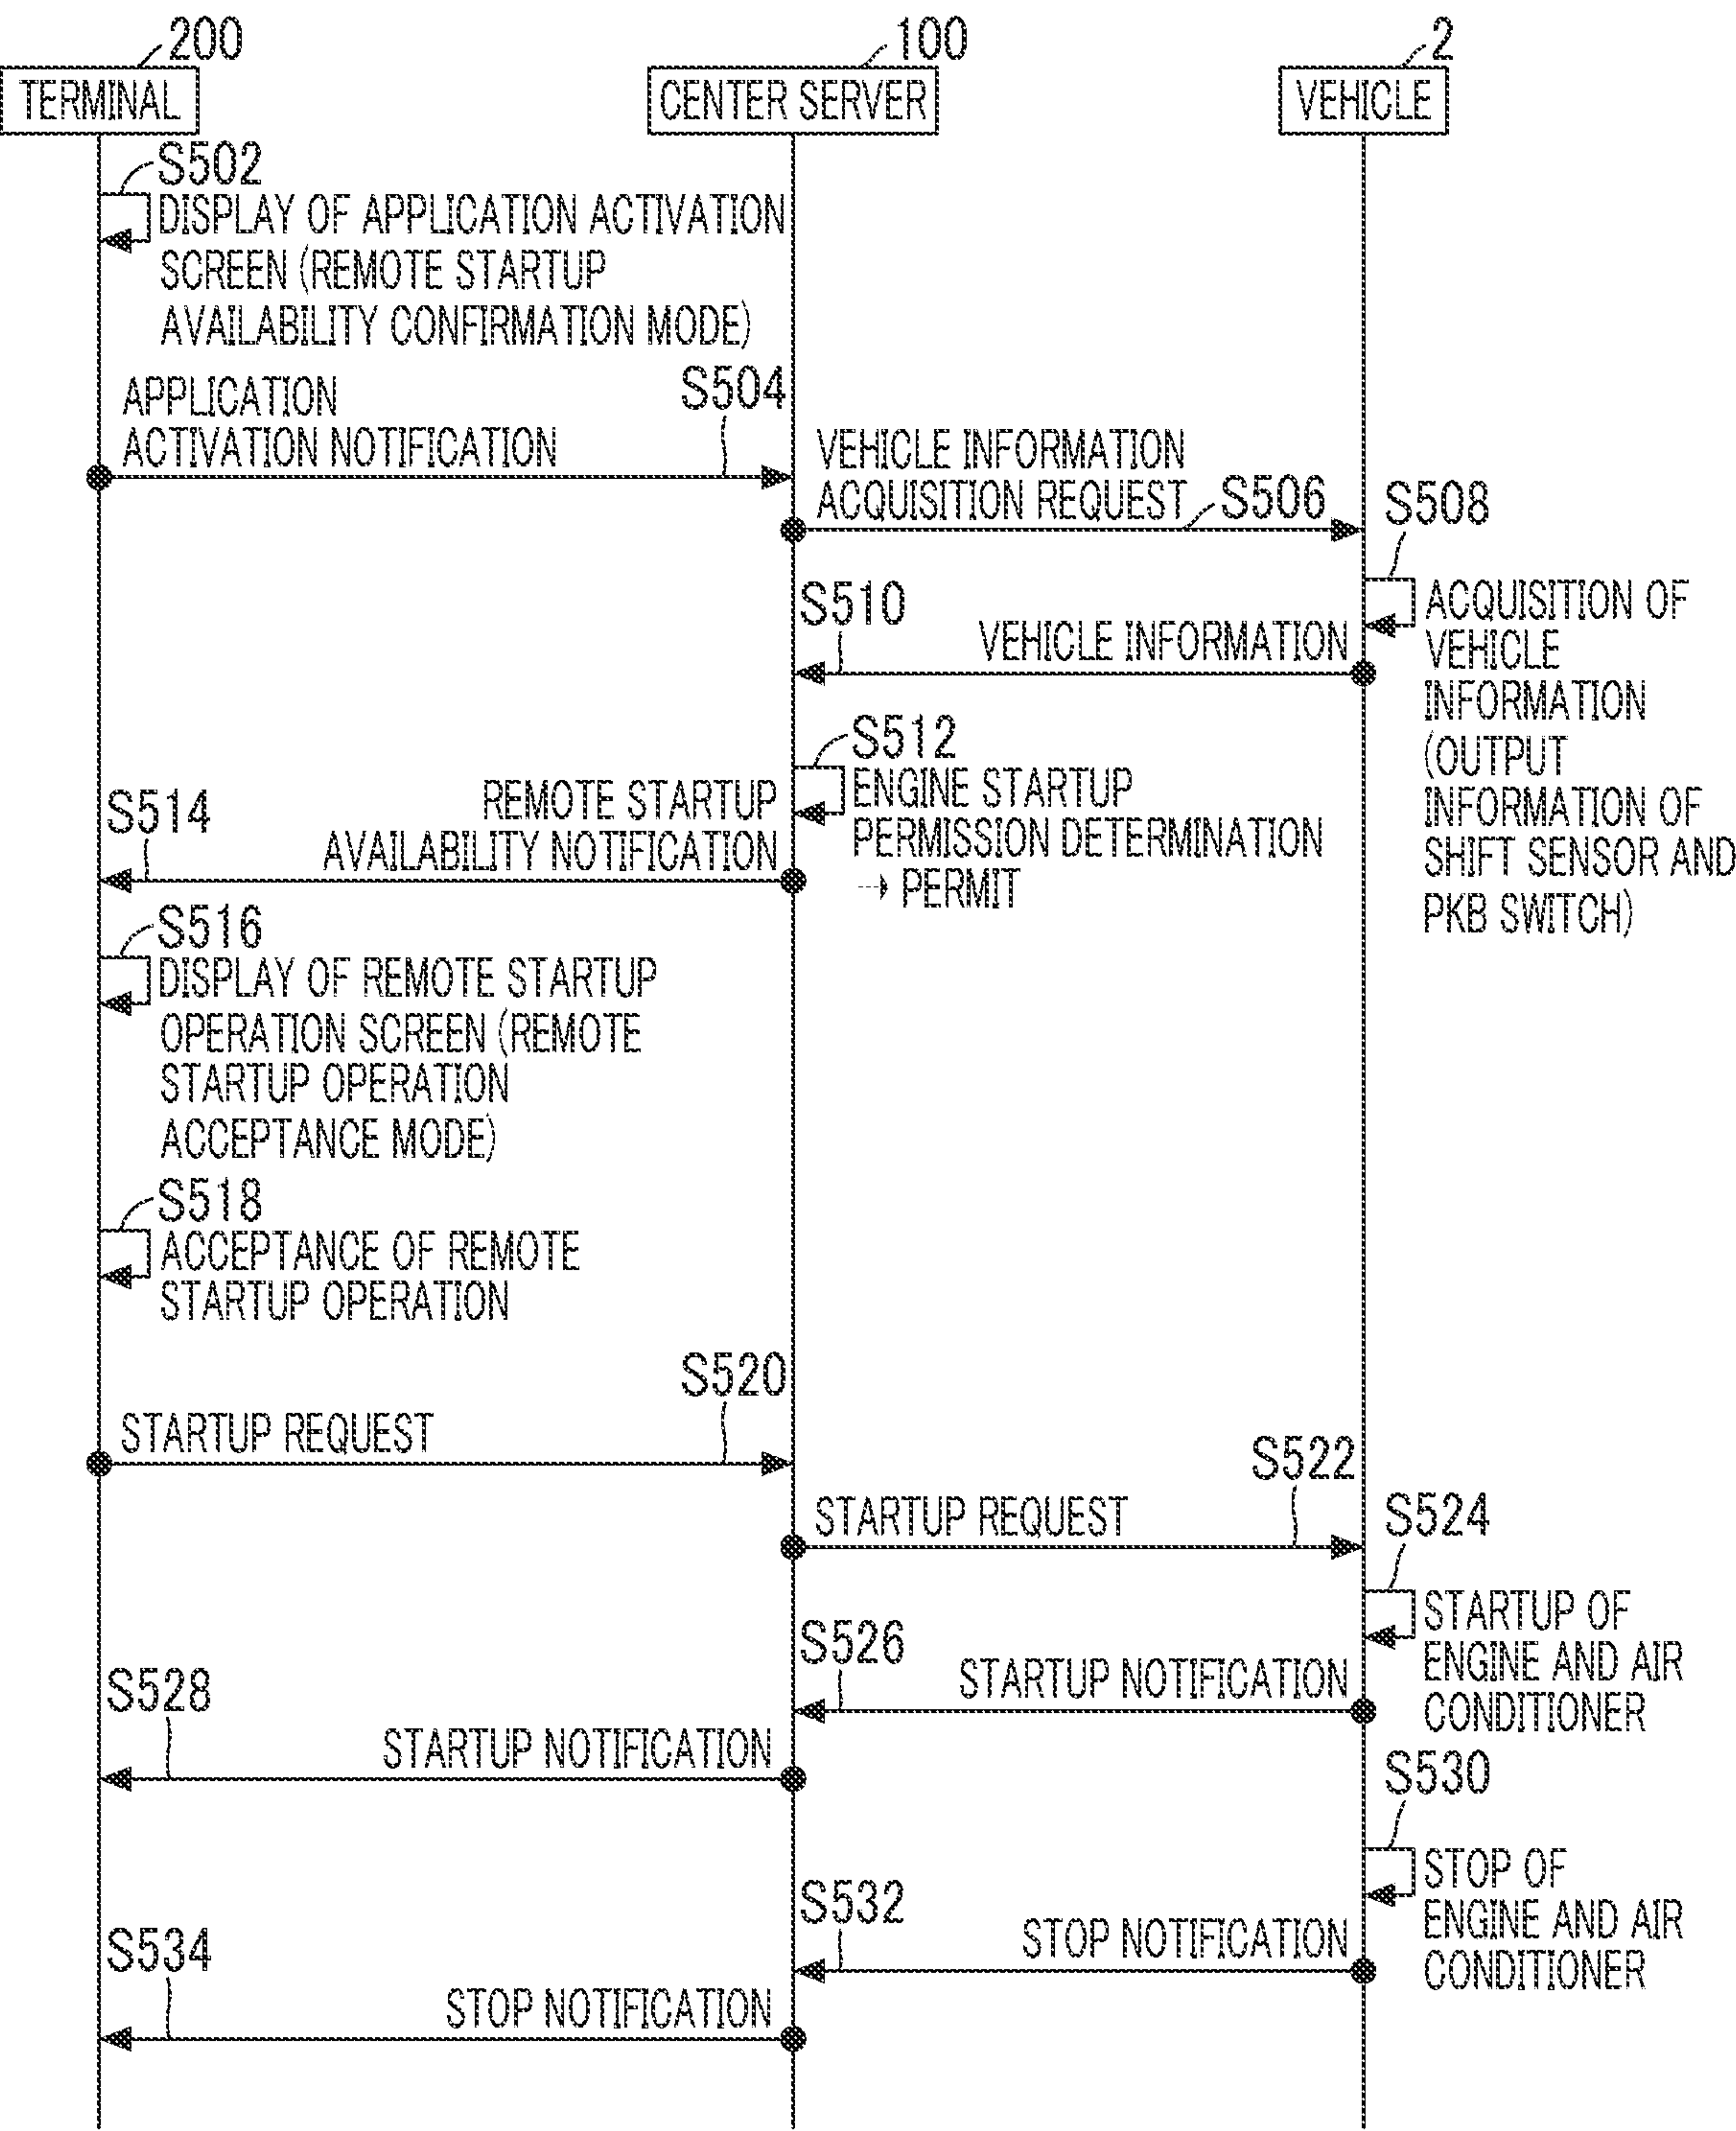 200
100
2
TERMINAL
CENTER SERVER
VEHICLE
S502
DISPLAY OF APPLICATION ACTIVATION
SCREEN (REMOTE STARTUP
AVAILABILITY CONFIRMATION MODE)
APPLICATION
ACTIVATION NOTIFICATION
S504
VEHICLE INFORMATION
ACQUISITION REQUEST
S506
S508
ACQUISITION OF
VEHICLE
INFORMATION
(OUTPUT
INFORMATION OF
SHIFT SENSOR AND
PKB SWITCH)
S510
VEHICLE INFORMATION
S512
ENGINE STARTUP
PERMISSION DETERMINATION
→ PERMIT
S514
REMOTE STARTUP
AVAILABILITY NOTIFICATION
S516
DISPLAY OF REMOTE STARTUP
OPERATION SCREEN (REMOTE
STARTUP OPERATION
ACCEPTANCE MODE)
S518
ACCEPTANCE OF REMOTE
STARTUP OPERATION
S520
STARTUP REQUEST
S522
STARTUP REQUEST
S524
STARTUP OF
ENGINE AND AIR
CONDITIONER
S526
STARTUP NOTIFICATION
S528
STARTUP NOTIFICATION
S530
STOP OF
ENGINE AND AIR
CONDITIONER
S532
STOP NOTIFICATION
S534
STOP NOTIFICATION